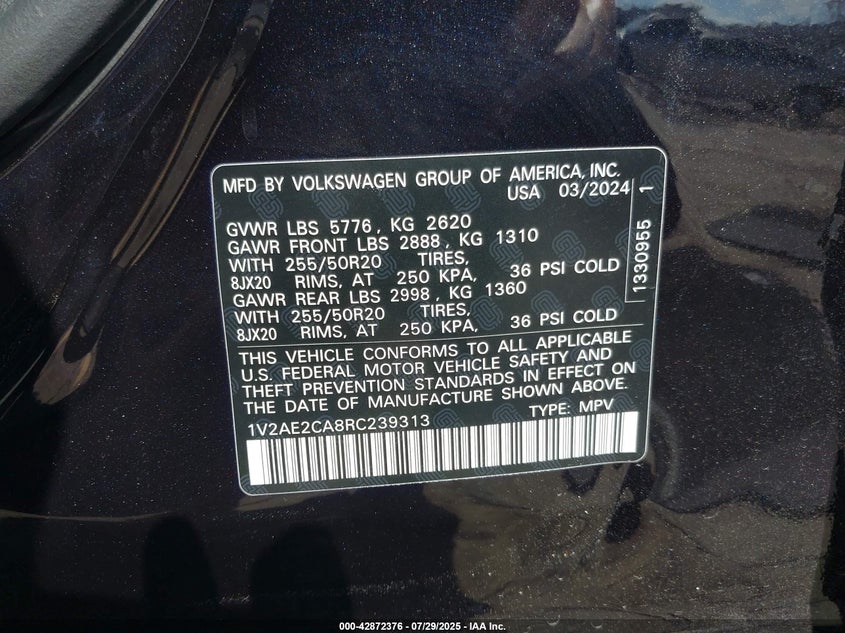 MFD BY VOLKSWAGEN GROUP OF AMERICA, INC.
USA 03/2024
GVWR LBS 5776, KG 2620
GAWR FRONT LBS 2888, KG 1310
WITH 255/50R20 TIRES,
8JX20 RIMS, AT 250 KPA, 36 PSI COLD
GAWR REAR LBS 2998, KG 1360
WITH 255/50R20 TIRES,
8JX20 RIMS, AT 250 KPA, 36 PSI COLD
1330955 1
THIS VEHICLE CONFORMS TO ALL APPLICABLE
U.S. FEDERAL MOTOR VEHICLE SAFETY AND
THEFT PREVENTION STANDARDS IN EFFECT ON
THE DATE OF MANUFACTURE SHOWN ABOVE.
1V2AE2CA8RC239313 TYPE: MPV
000-42872376 - 07/29/2025 - IAA Inc.